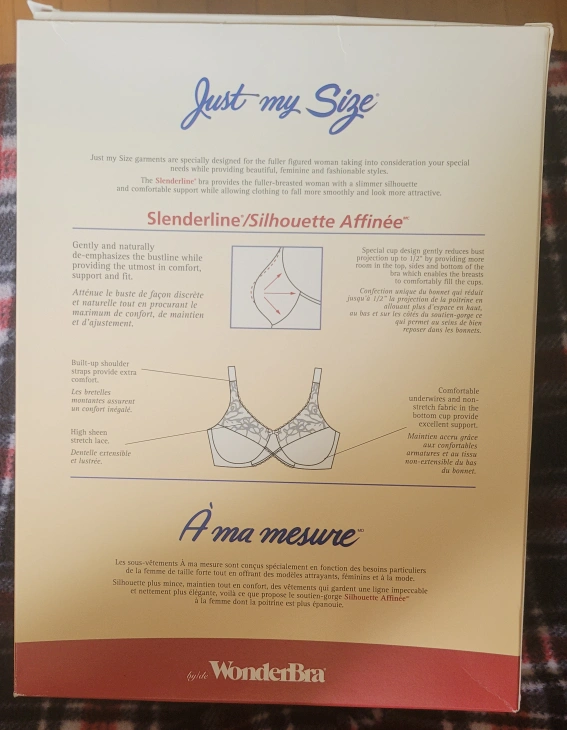 Just my Size®
Just my Size garments are specially designed for the fuller figured woman taking into consideration your special
needs while providing beautiful, feminine and fashionable styles.
The Slenderline® bra provides the fuller-breasted woman with a slimmer silhouette
and comfortable support while allowing clothing to fall more smoothly and look more attractive.
Slenderline®/Silhouette Affinée MC
Gently and naturally
de-emphasizes the bustline while
providing the utmost in comfort,
support and fit.
Atténue le buste de façon discrète
et naturelle tout en procurant le
maximum de confort, de maintien
et d'ajustement.
Special cup design gently reduces bust
projection up to 1/2" by providing more
room in the top, sides and bottom of the
bra which enables the breasts
to comfortably fill the cups.
Confection unique du bonnet qui réduit
jusqu'à 1/2" la projection de la poitrine en
allouant plus d'espace en haut,
au bas et sur les côtés du soutien-gorge ce
qui permet au seins de bien
reposer dans les bonnets.
Built-up shoulder
straps provide extra
comfort.
Les bretelles
montantes assurent
un confort inégalé.
High sheen
stretch lace.
Dentelle extensible
et lustrée.
Comfortable
underwires and non-
stretch fabric in the
bottom cup provide
excellent support.
Maintien accru grâce
aux confortables
armatures et au tissu
non-extensible du bas
du bonnet.
À ma mesure MD
Les sous-vêtements À ma mesure sont conçus spécialement en fonction des besoins particuliers
de la femme de taille forte tout en offrant des modèles attrayants, féminins et à la mode.
Silhouette plus mince, maintien tout en confort, des vêtements qui gardent une ligne impeccable
et nettement plus élégante, voilà ce que propose le soutien-gorge Silhouette Affinée MC
à la femme dont la poitrine est plus épanouie.
by/de WonderBra®